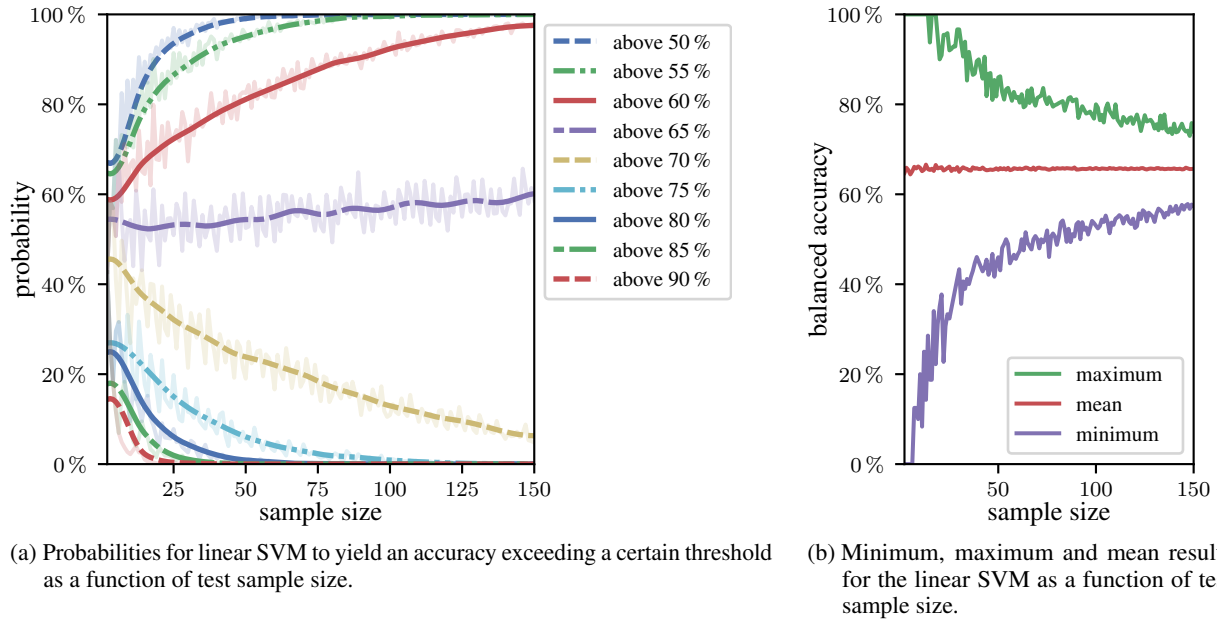 100 %
80 %
60 %
40 %
20 %
0 %
probability
25
50
75
100
125
150
sample size
above 50 %
above 55 %
above 60 %
above 65 %
above 70 %
above 75 %
above 80 %
above 85 %
above 90 %
(a) Probabilities for linear SVM to yield an accuracy exceeding a certain threshold
as a function of test sample size.
100 %
80 %
60 %
40 %
20 %
0 %
balanced accuracy
50
100
150
sample size
maximum
mean
minimum
(b) Minimum, maximum and mean resul
for the linear SVM as a function of te
sample size.